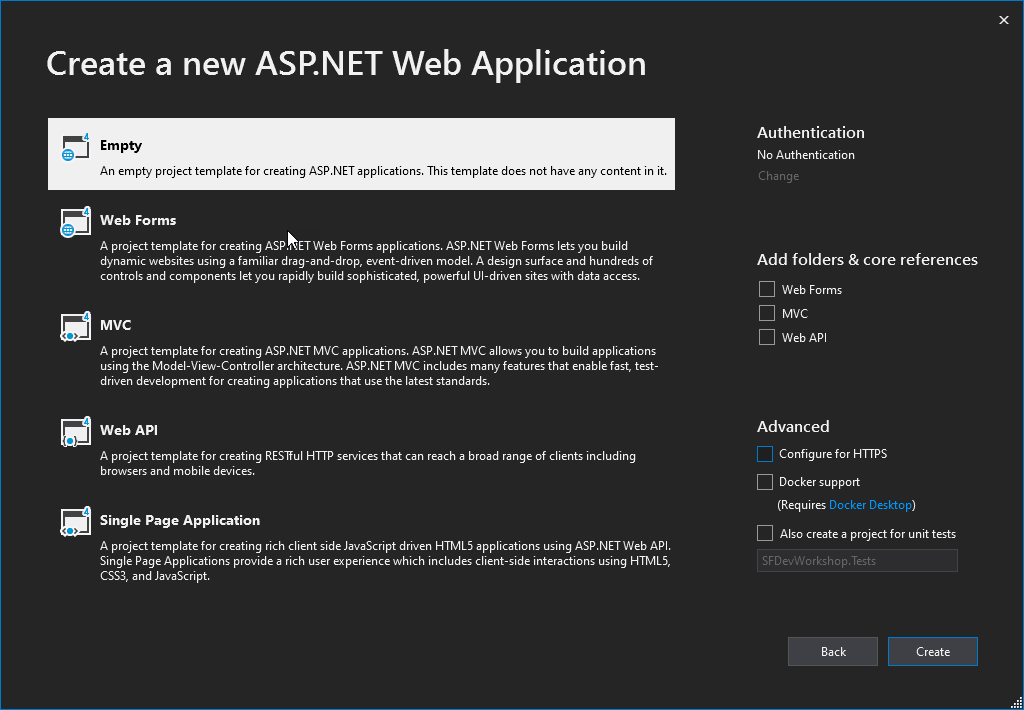 Create a new ASP.NET Web Application
Empty
An empty project template for creating ASP.NET applications. This template does not have any content in it.
Web Forms
A project template for creating ASP.NET Web Forms applications. ASP.NET Web Forms lets you build
dynamic websites using a familiar drag-and-drop, event-driven model. A design surface and hundreds of
controls and components let you rapidly build sophisticated, powerful UI-driven sites with data access.
MVC
A project template for creating ASP.NET MVC applications. ASP.NET MVC allows you to build applications
using the Model-View-Controller architecture. ASP.NET MVC includes many features that enable fast, test-
driven development for creating applications that use the latest standards.
Web API
A project template for creating RESTful HTTP services that can reach a broad range of clients including
browsers and mobile devices.
Single Page Application
A project template for creating rich client side JavaScript driven HTML5 applications using ASP.NET Web API.
Single Page Applications provide a rich user experience which includes client-side interactions using HTML5,
CSS3, and JavaScript.
Authentication
No Authentication
Change
Add folders & core references
Web Forms
MVC
Web API
Advanced
Configure for HTTPS
Docker support
(Requires Docker Desktop)
Also create a project for unit tests
SFDevWorkshop.Tests
Back
Create